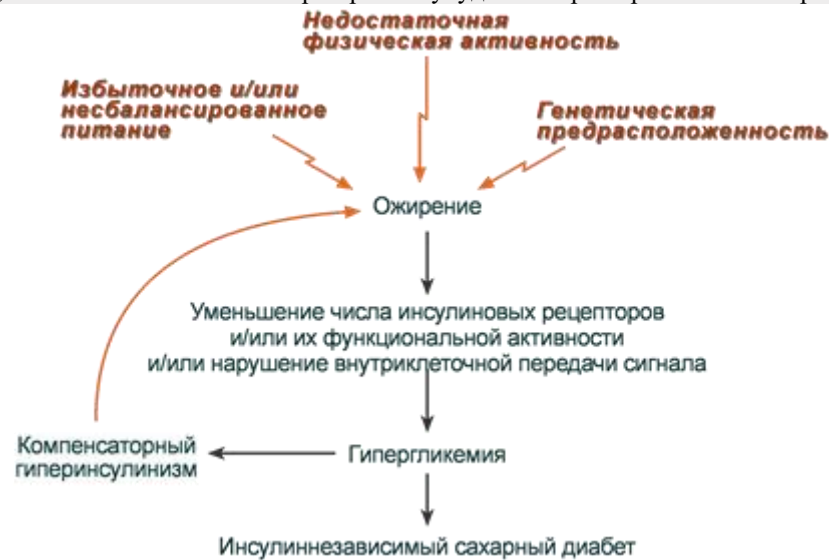 Недостаточная
физическая активность
Избыточное и/или
несбалансированное
питание
Генетическая
предрасположенность
Ожирение
Уменьшение числа инсулиновых рецепторов
и/или их функциональной активности
и/или нарушение внутриклеточной передачи сигнала
Компенсаторный
гиперинсулинизм
Гипергликемия
Инсулиннезависимый сахарный диабет